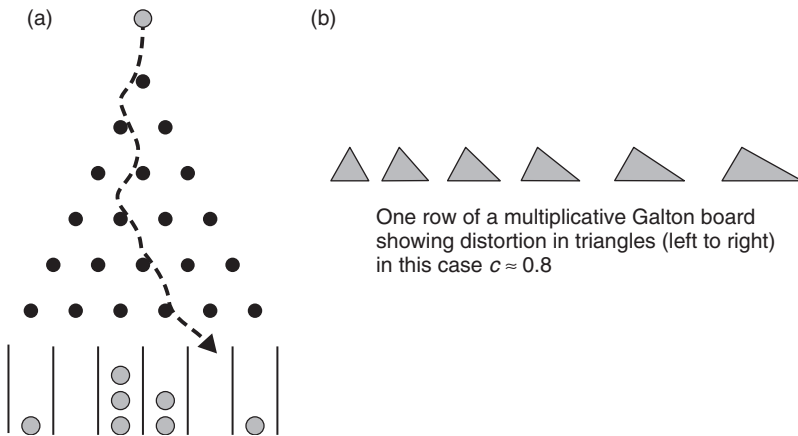 (a)
(b)
One row of a multiplicative Galton board
showing distortion in triangles (left to right)
in this case c ≈ 0.8